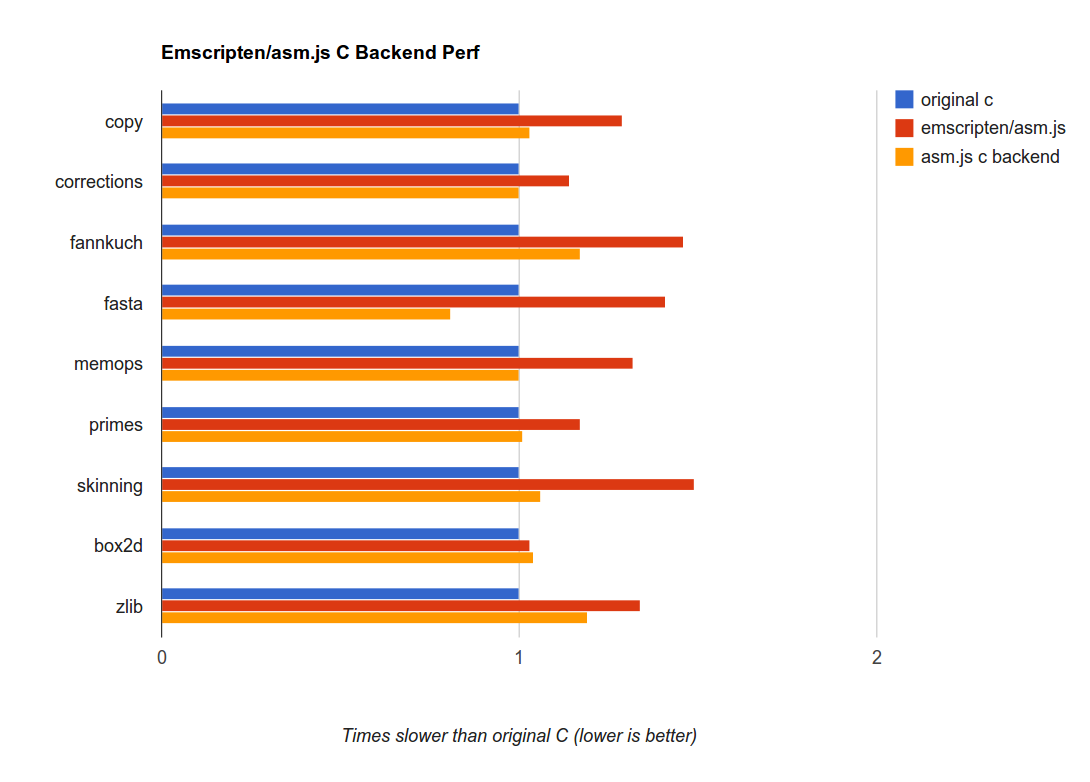 Emscripten/asm.js C Backend Perf
original c
emscripten/asm.js
asm.js c backend
copy
corrections
fannkuch
fasta
memops
primes
skinning
box2d
zlib
0 1 2
Times slower than original C (lower is better)